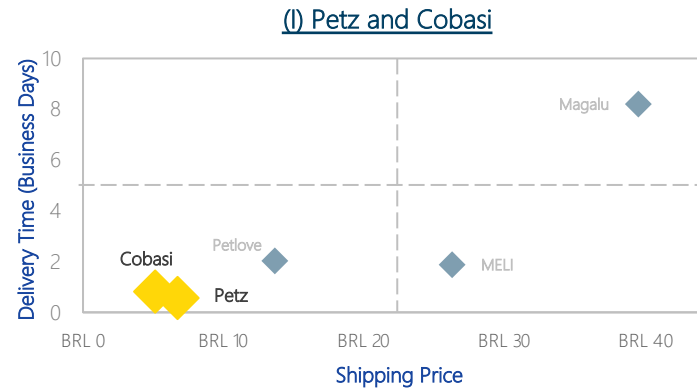 (I) Petz and Cobasi
Delivery Time (Business Days)
10
8
6
4
2
0
Magalu
Petlove
MELI
Cobasi
Petz
BRL 0
BRL 10
BRL 20
BRL 30
BRL 40
Shipping Price